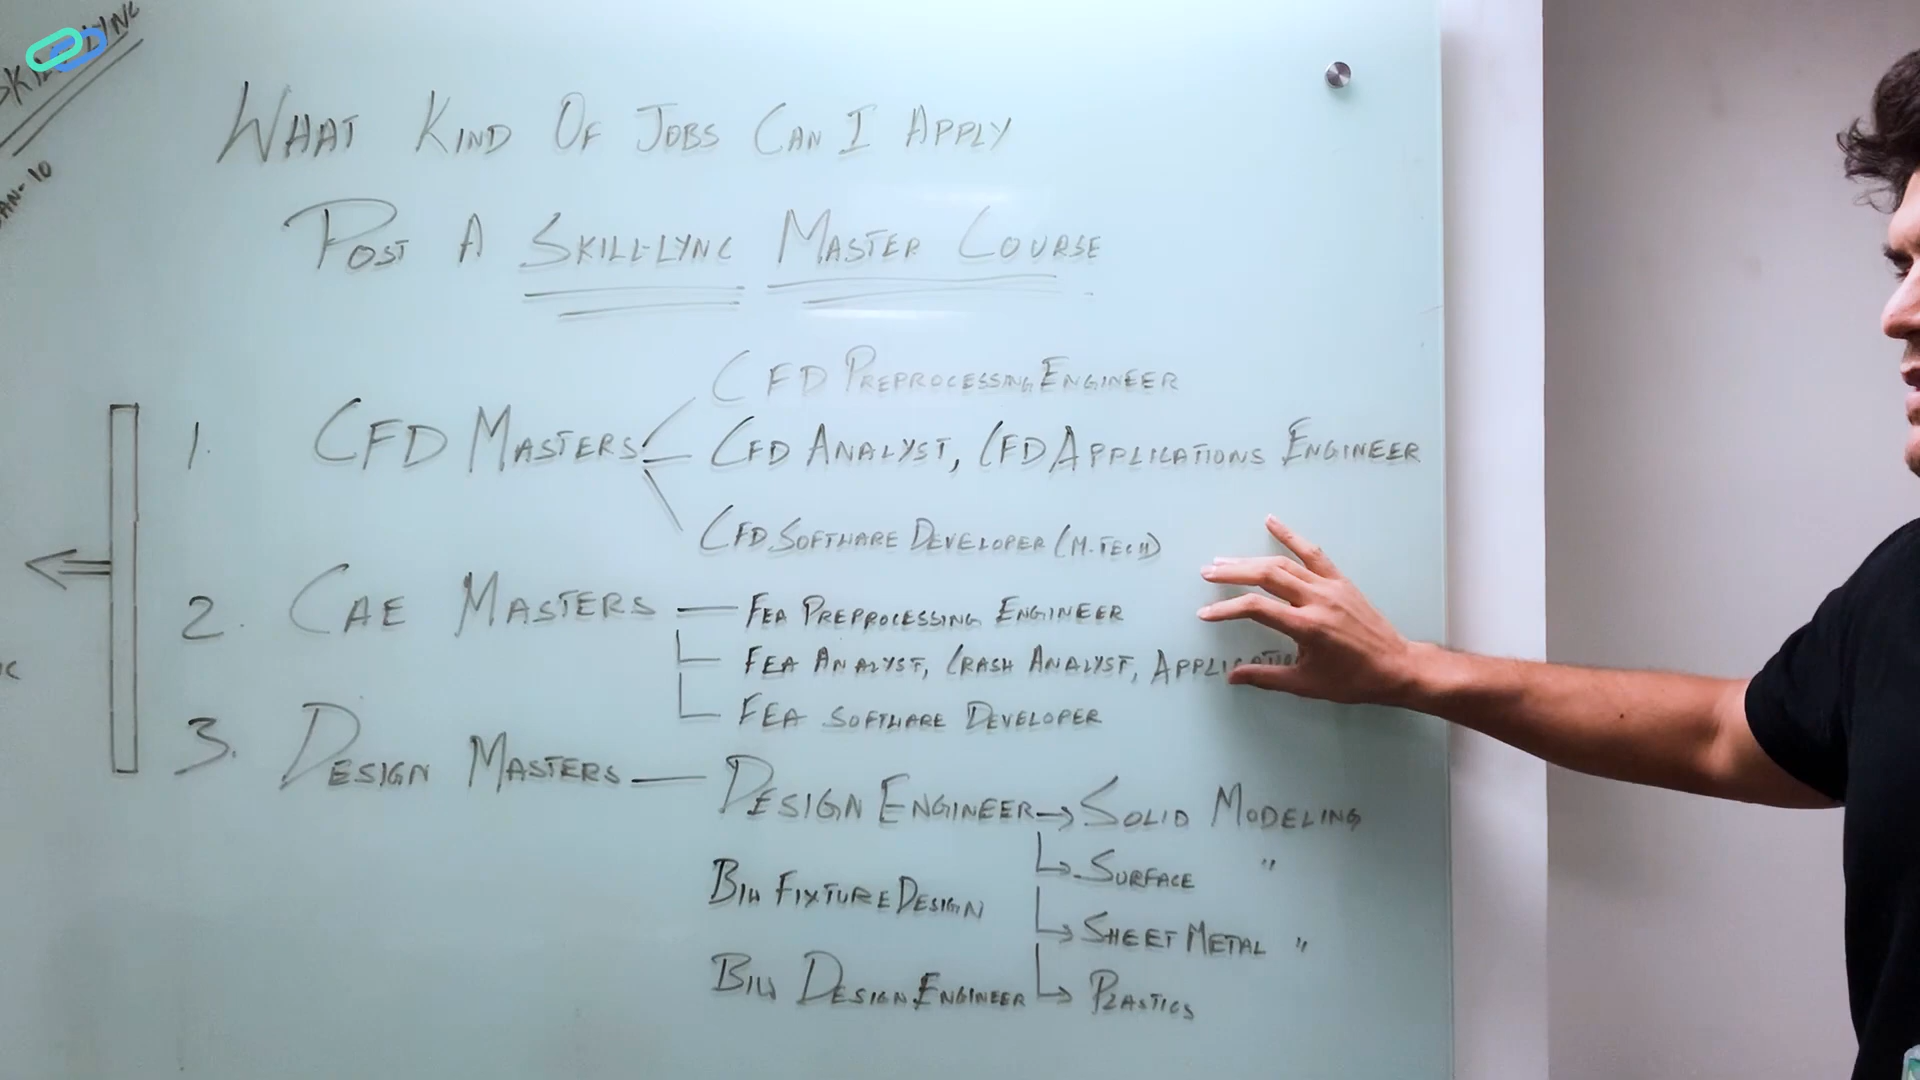 SKILL-LYNC
WHAT KIND OF JOBS CAN I APPLY
POST A SKILL-LYNC MASTER COURSE
CFD PREPROCESSING ENGINEER
1. CFD MASTERS CFD ANALYST, CFD APPLICATIONS ENGINEER
CFD SOFTWARE DEVELOPER (M.TECH)
2. CAE MASTERS FEA PREPROCESSING ENGINEER
FEA ANALYST, CRASH ANALYST,
FEA SOFTWARE DEVELOPER
3. DESIGN MASTERS DESIGN ENGINEER → SOLID MODELING
SURFACE "
BIW FIXTURE DESIGN
SHEET METAL "
BIW DESIGN ENGINEER
PLASTICS